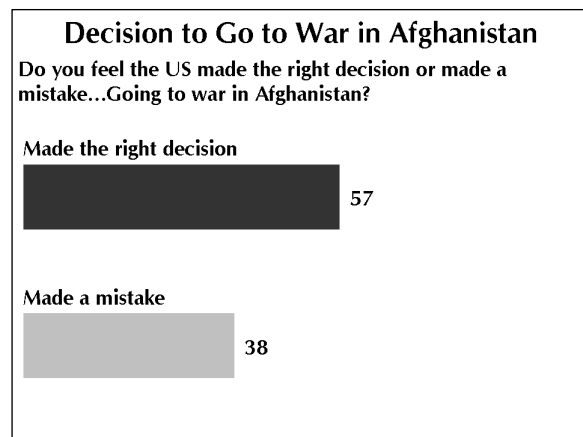 Decision to Go to War in Afghanistan
Do you feel the US made the right decision or made a
mistake…Going to war in Afghanistan?
Made the right decision
57
Made a mistake
38